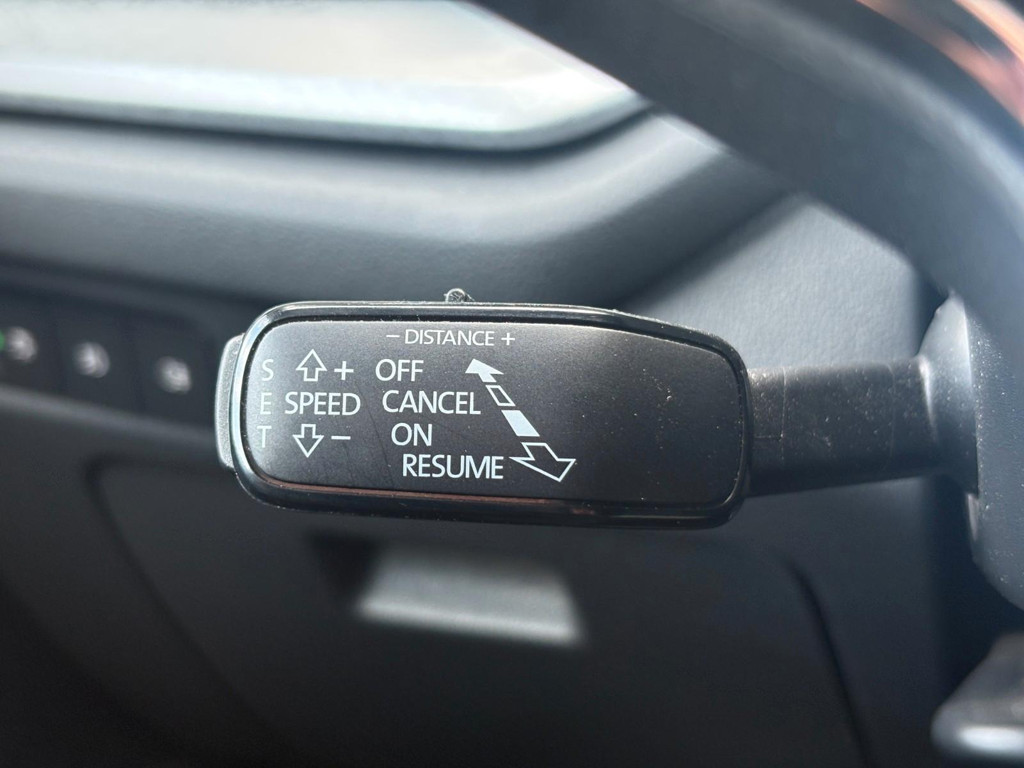 − DISTANCE +
S + OFF
E SPEED CANCEL
T − ON
RESUME